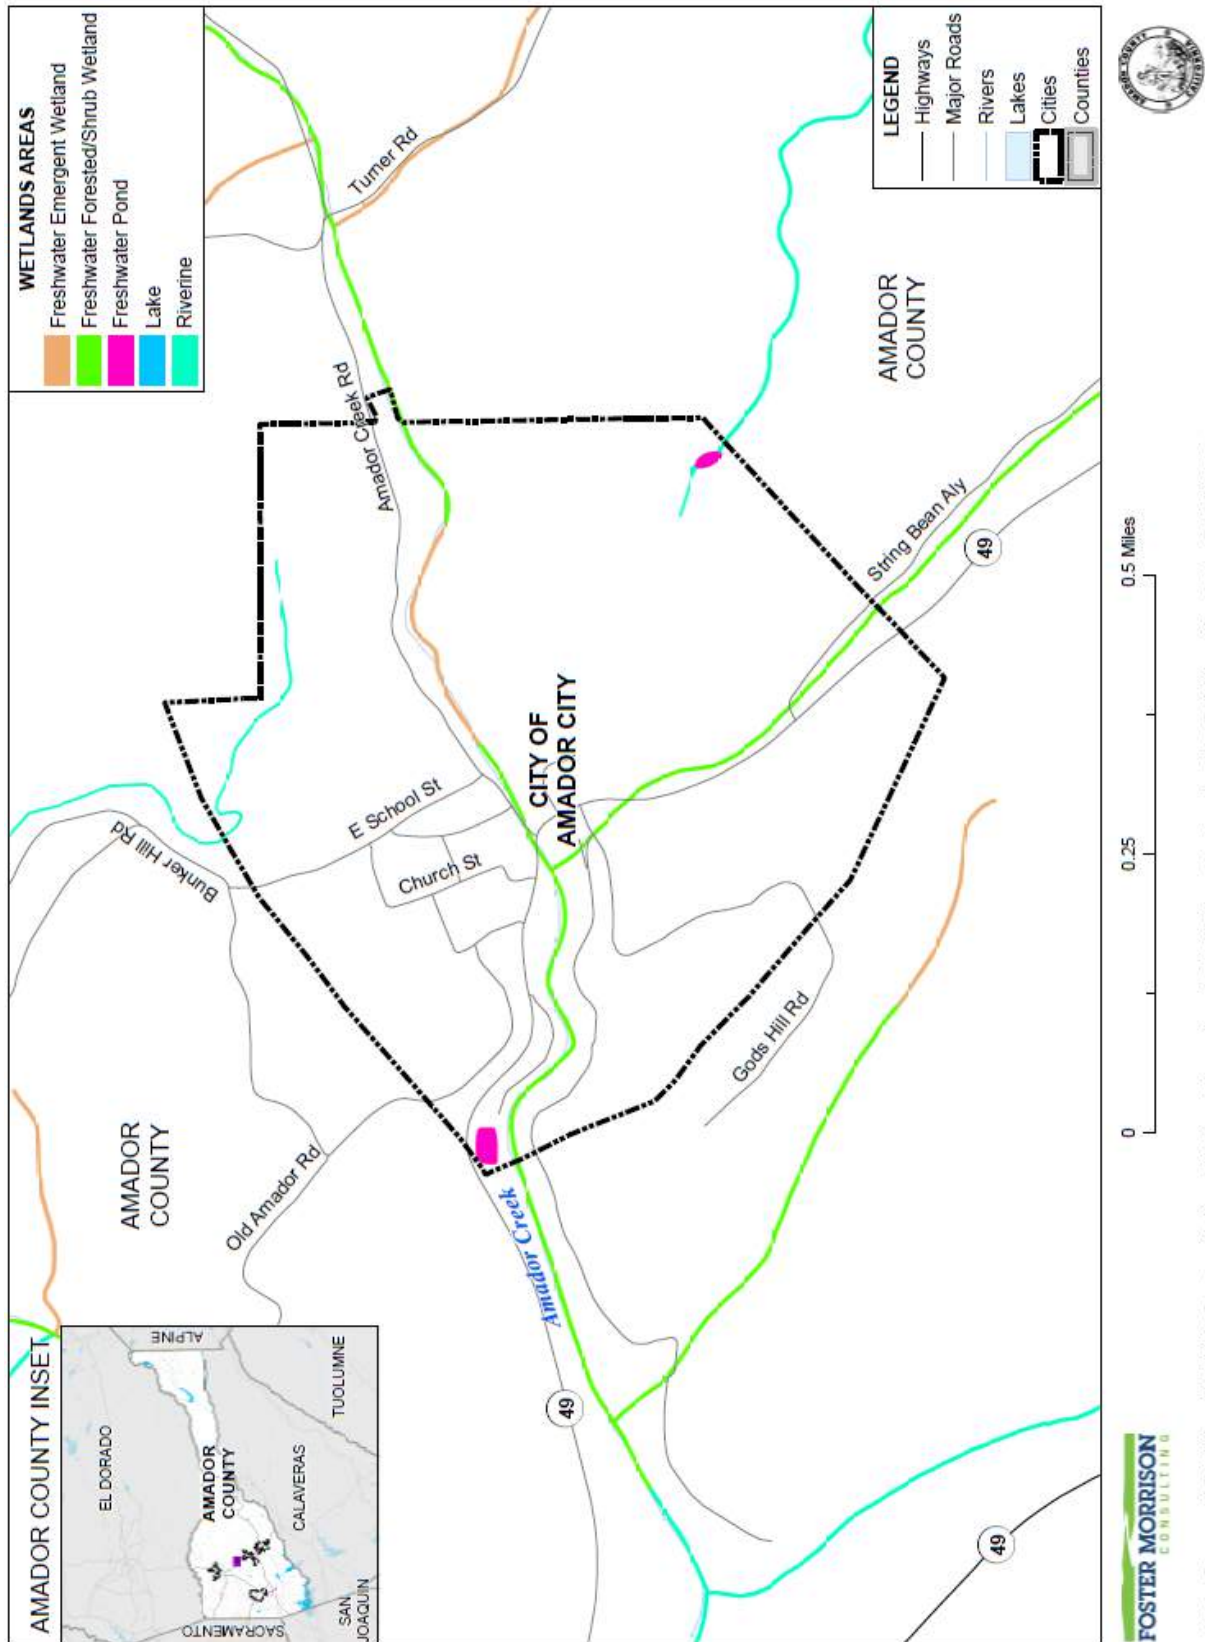 WETLANDS AREAS
Freshwater Emergent Wetland
Freshwater Forested/Shrub Wetland
Freshwater Pond
Lake
Riverine
AMADOR COUNTY INSET
EL DORADO
ALPINE
AMADOR
COUNTY
CALAVERAS
TUOLUMNE
SACRAMENTO
SAN
JOAQUIN
AMADOR
COUNTY
Old Amador Rd
Bunker Hill Rd
E School St
Church St
Amador Creek Rd
Turner Rd
CITY OF
AMADOR CITY
Amador Creek
49
Gods Hill Rd
String Bean Aly
49
AMADOR
COUNTY
49
LEGEND
Highways
Major Roads
Rivers
Lakes
Cities
Counties
0
0.25
0.5 Miles
FOSTER MORRISON
CONSULTING
AMADOR COUNTY